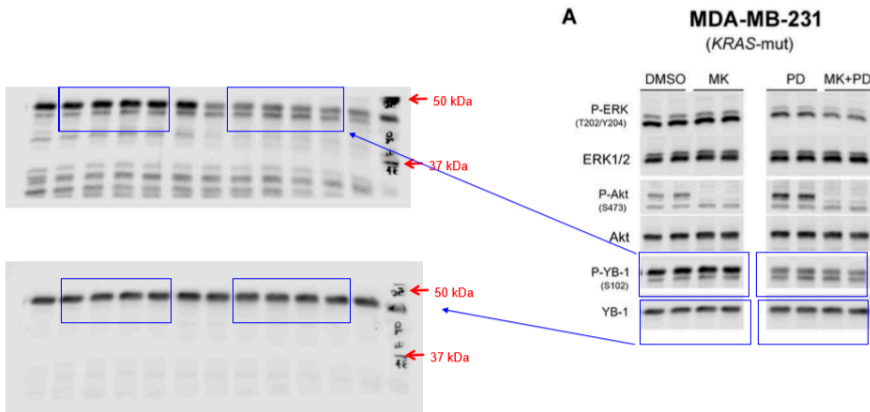 A
MDA-MB-231
(KRAS-mut)
DMSO MK PD MK+PD
P-ERK
(T202/Y204)
ERK1/2
P-Akt
(S473)
Akt
P-YB-1
(S102)
YB-1
50 kDa
37 kDa
50 kDa
37 kDa